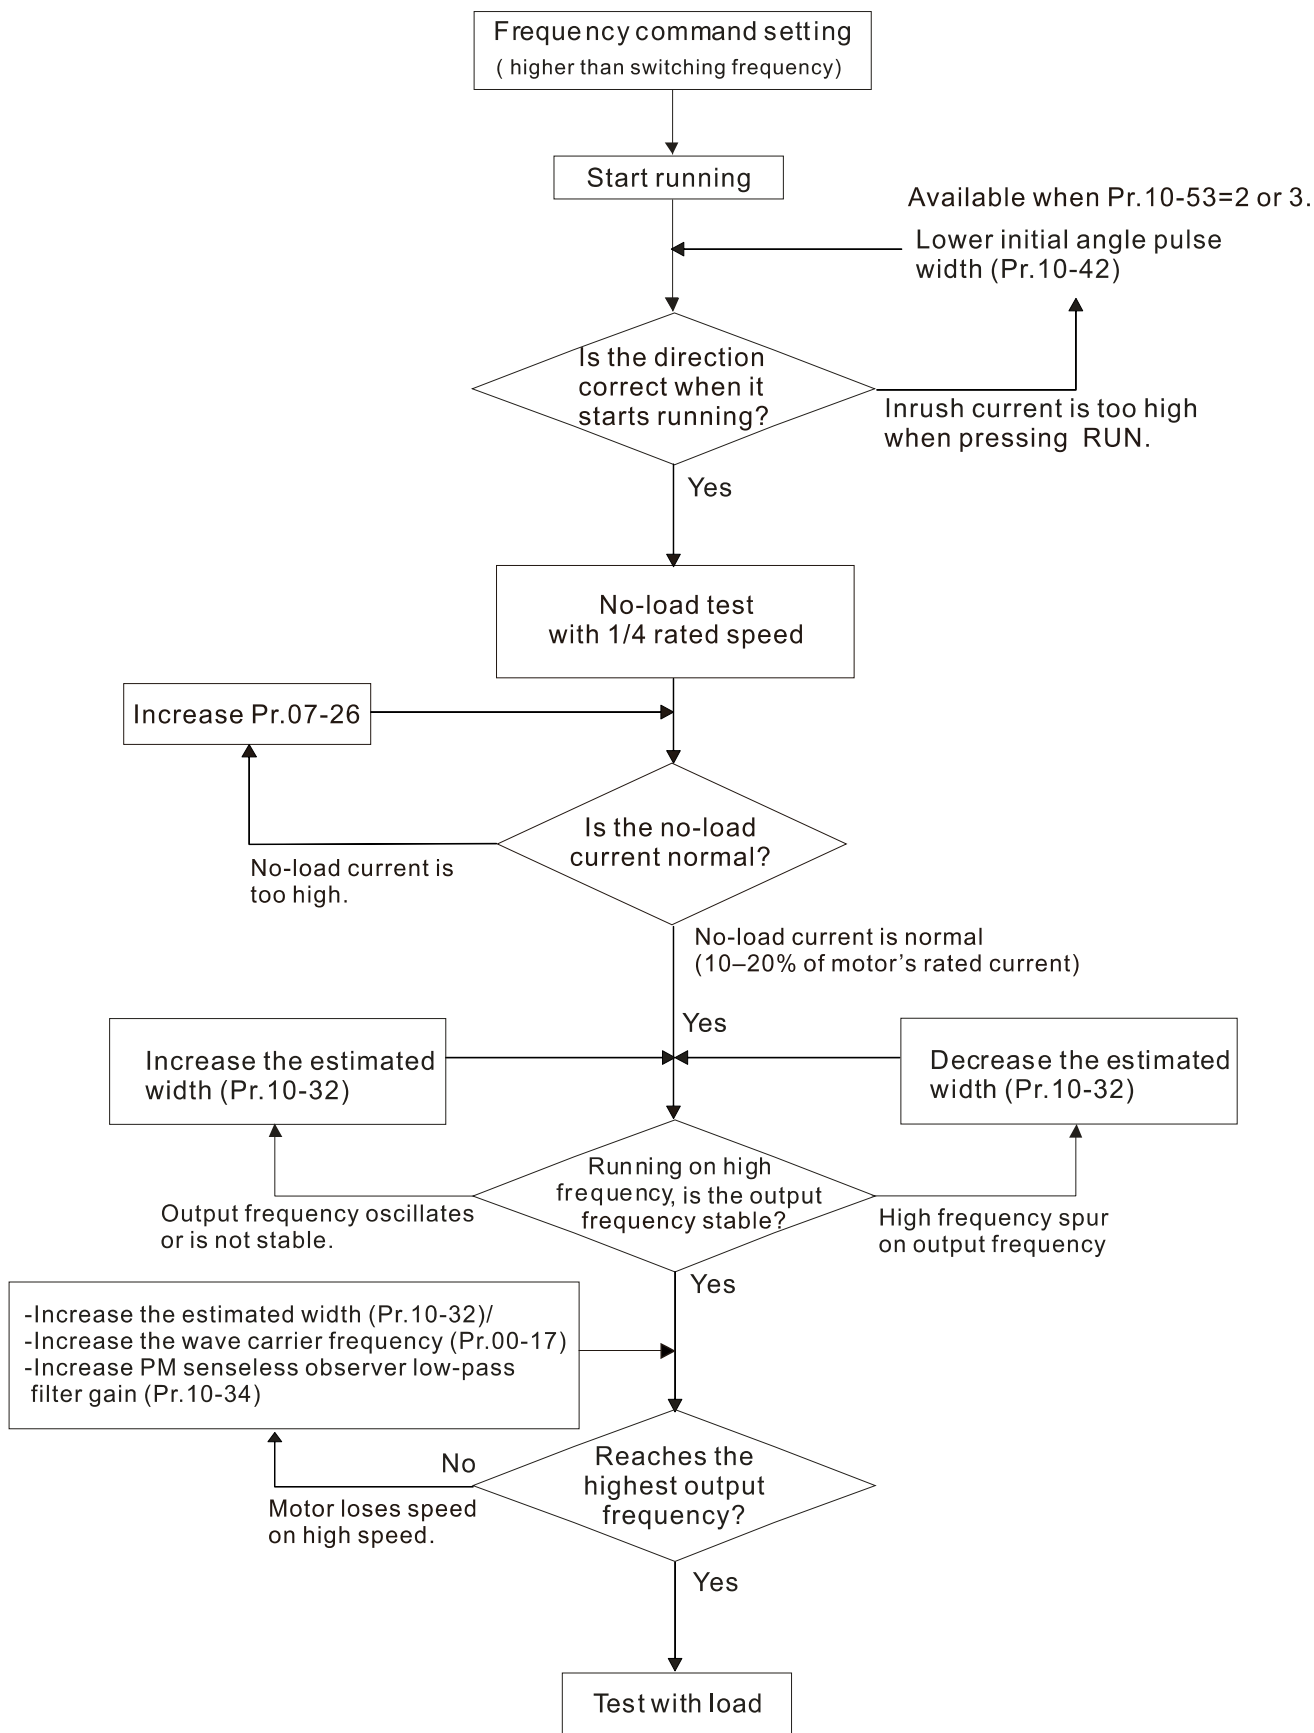 Frequency command setting
( higher than switching frequency)
Start running
Available when Pr.10-53=2 or 3.
Lower initial angle pulse
width (Pr.10-42)
Is the direction
correct when it
starts running?
Inrush current is too high
when pressing RUN.
Yes
No-load test
with 1/4 rated speed
Increase Pr.07-26
Is the no-load
current normal?
No-load current is
too high.
No-load current is normal
(10–20% of motor’s rated current)
Yes
Increase the estimated
width (Pr.10-32)
Decrease the estimated
width (Pr.10-32)
Running on high
frequency, is the output
frequency stable?
Output frequency oscillates
or is not stable.
High frequency spur
on output frequency
Yes
-Increase the estimated width (Pr.10-32)/
-Increase the wave carrier frequency (Pr.00-17)
-Increase PM senseless observer low-pass
filter gain (Pr.10-34)
No
Reaches the
highest output
frequency?
Motor loses speed
on high speed.
Yes
Test with load